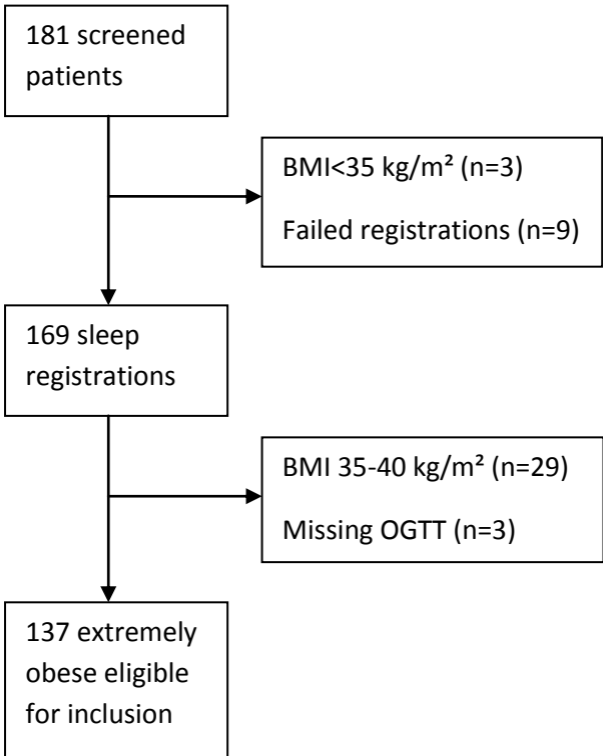 181 screened
patients
BMI<35 kg/m² (n=3)
Failed registrations (n=9)
169 sleep
registrations
BMI 35-40 kg/m² (n=29)
Missing OGTT (n=3)
137 extremely
obese eligible
for inclusion